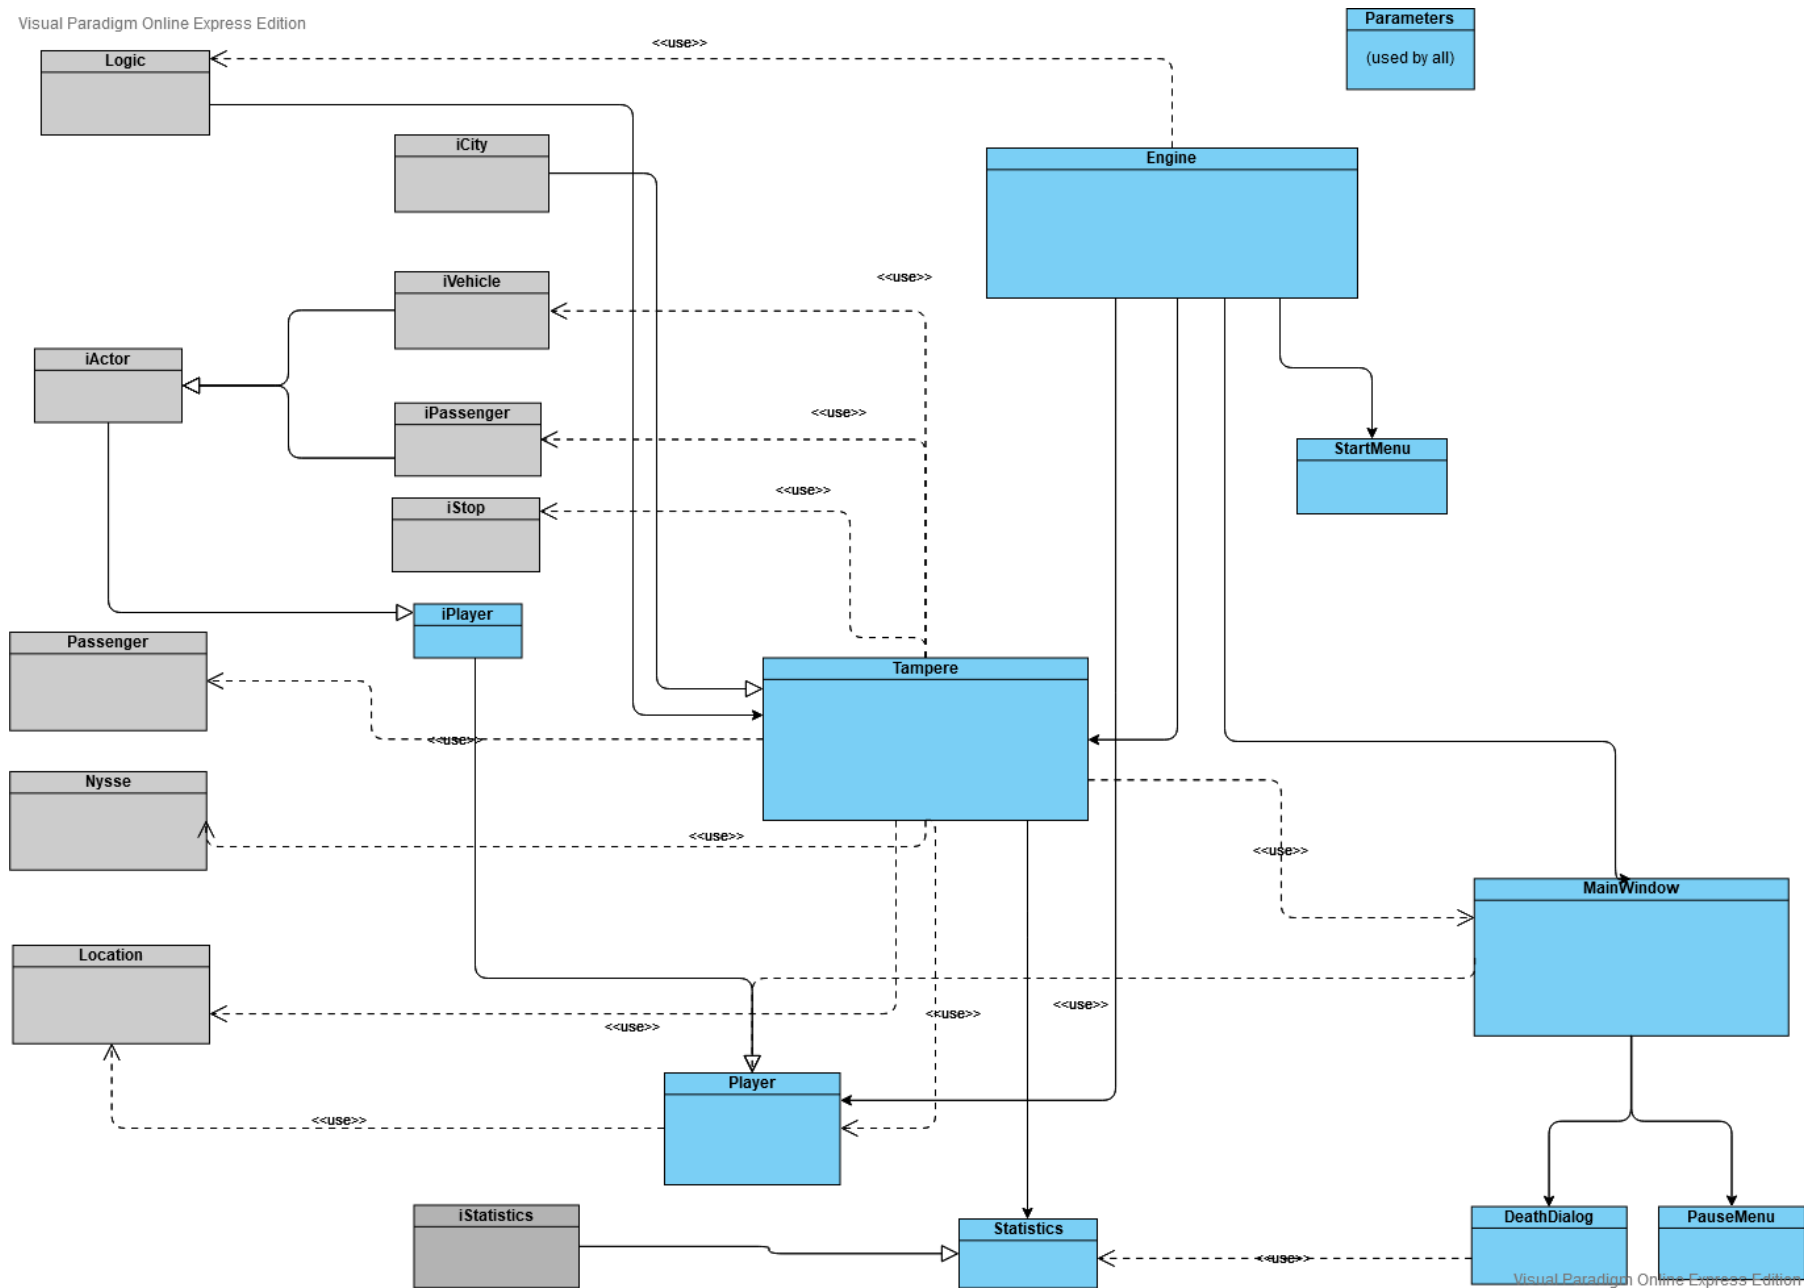 Visual Paradigm Online Express Edition
Parameters
(used by all)
<<use>>
Logic
iCity
Engine
iVehicle
<<use>>
iActor
iPassenger
<<use>>
StartMenu
iStop
<<use>>
iPlayer
Passenger
Tampere
<<use>>
Nysse
<<use>>
<<use>>
MainWindow
Location
<<use>>
<<use>>
<<use>>
Player
<<use>>
iStatistics
Statistics
DeathDialog
PauseMenu
<<use>>
Visual Paradigm Online Express Edition